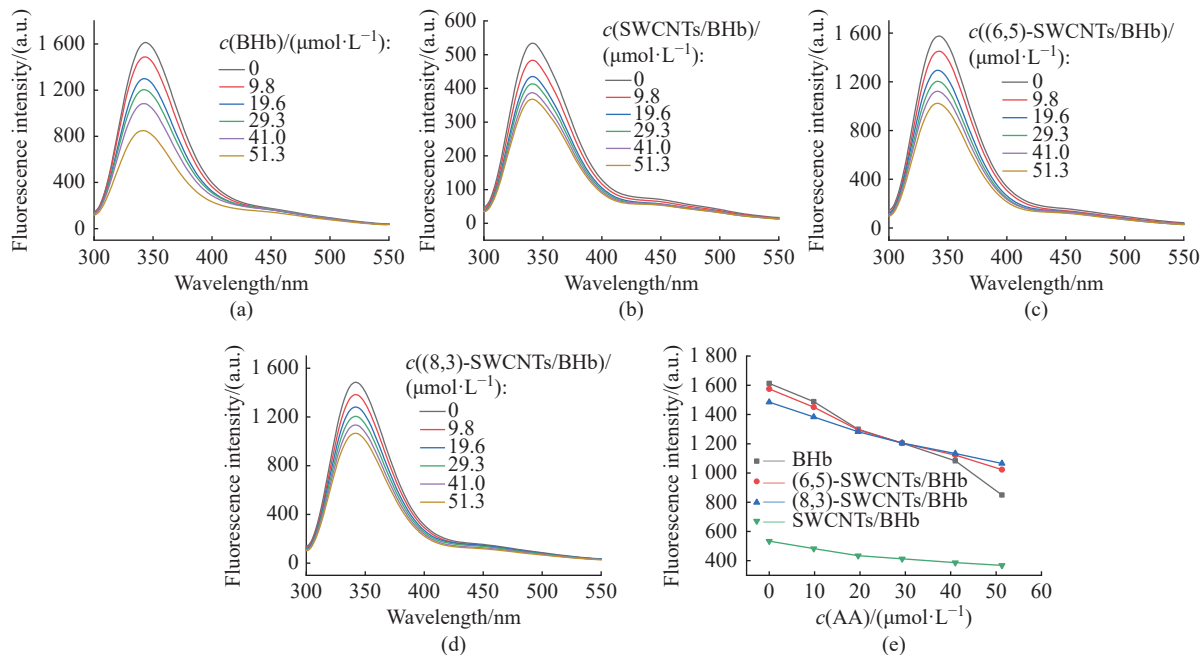 1 600
1 200
800
400
0
Fluorescence intensity/(a.u.)
c(BHb)/(μmol·L⁻¹):
0
9.8
19.6
29.3
41.0
51.3
300 350 400 450 500 550
Wavelength/nm
(a)
600
500
400
300
200
100
0
Fluorescence intensity/(a.u.)
c(SWCNTs/BHb)/
(μmol·L⁻¹):
0
9.8
19.6
29.3
41.0
51.3
300 350 400 450 500 550
Wavelength/nm
(b)
1 600
1 200
800
400
0
Fluorescence intensity/(a.u.)
c((6,5)-SWCNTs/BHb)/
(μmol·L⁻¹):
0
9.8
19.6
29.3
41.0
51.3
300 350 400 450 500 550
Wavelength/nm
(c)
1 600
1 200
800
400
0
Fluorescence intensity/(a.u.)
c((8,3)-SWCNTs/BHb)/
(μmol·L⁻¹):
0
9.8
19.6
29.3
41.0
51.3
300 350 400 450 500 550
Wavelength/nm
(d)
1 800
1 600
1 400
1 200
1 000
600
400
Fluorescence intensity/(a.u.)
BHb
(6,5)-SWCNTs/BHb
(8,3)-SWCNTs/BHb
SWCNTs/BHb
0 10 20 30 40 50 60
c(AA)/(μmol·L⁻¹)
(e)